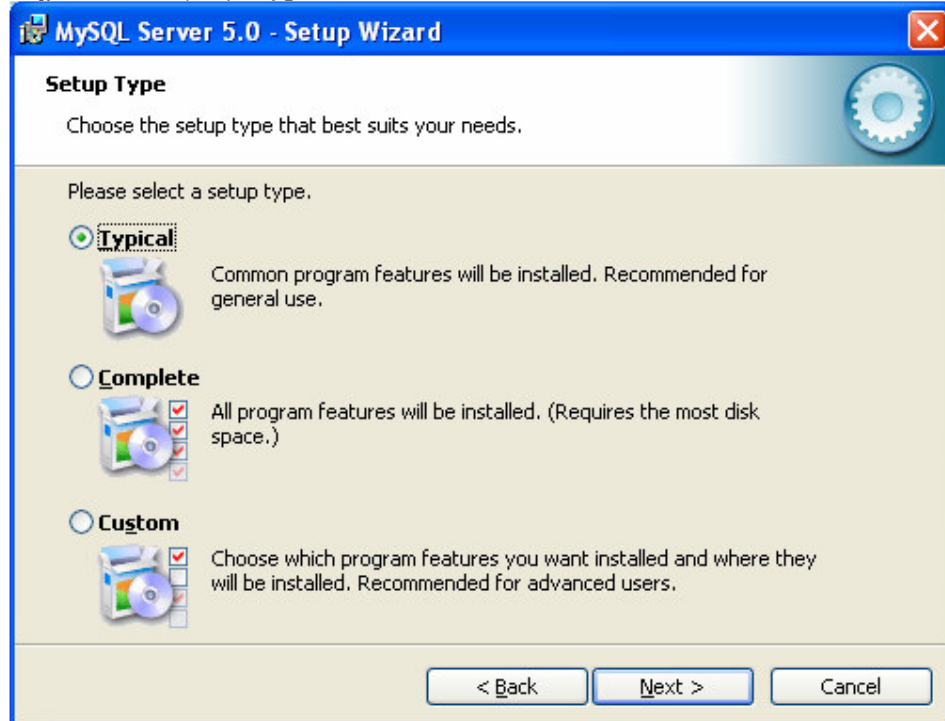 MySQL Server 5.0 - Setup Wizard
Setup Type
Choose the setup type that best suits your needs.
Please select a setup type.
Typical
Common program features will be installed. Recommended for
general use.
Complete
All program features will be installed. (Requires the most disk
space.)
Custom
Choose which program features you want installed and where they
will be installed. Recommended for advanced users.
< Back
Next >
Cancel